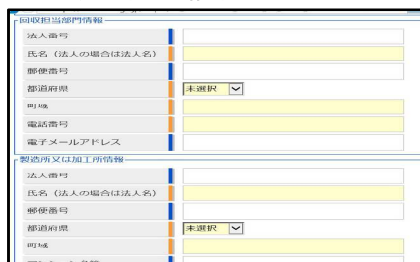 回収担当部門情報
法人番号
氏名（法人の場合は法人名）
郵便番号
都道府県
未選択
町域
電話番号
電子メールアドレス
製造所又は加工所情報
法人番号
氏名（法人の場合は法人名）
郵便番号
都道府県
未選択
町域